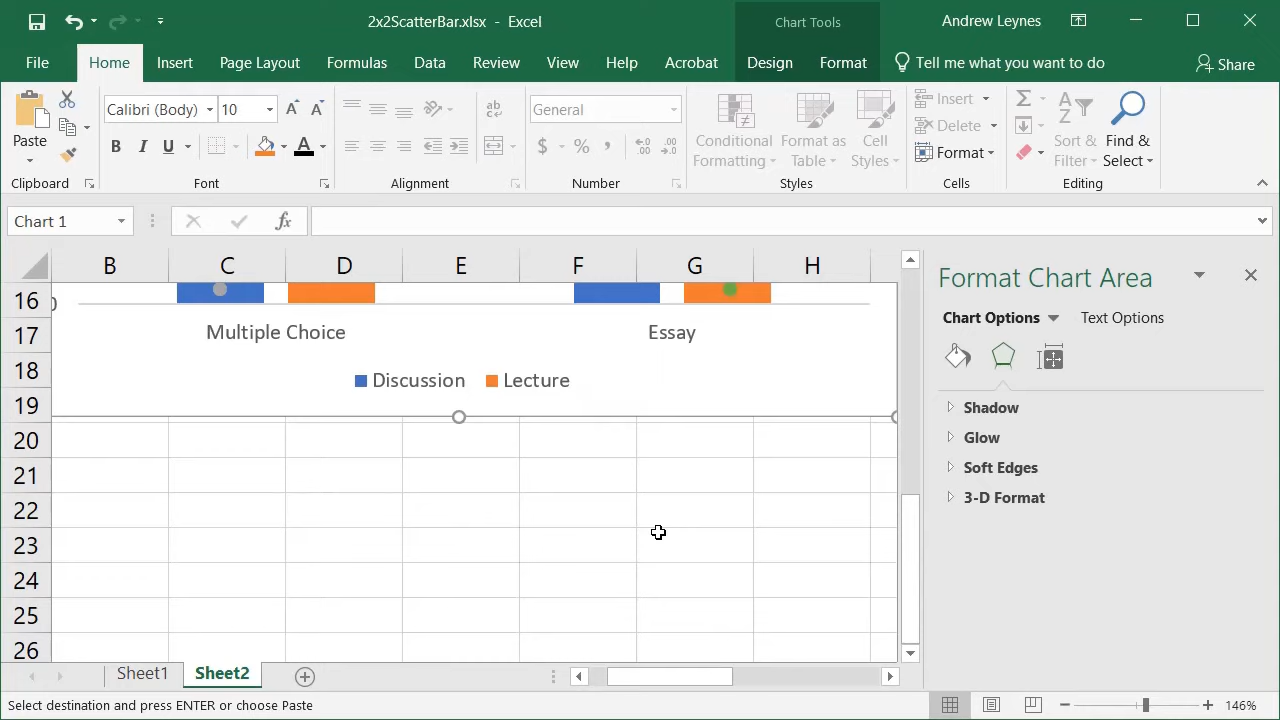 2x2ScatterBar.xlsx - Excel
Chart Tools
Andrew Leynes
File Home Insert Page Layout Formulas Data Review View Help Acrobat Design Format Tell me what you want to do Share
Calibri (Body) 10 A A ab General Insert Σ A Z
Paste Conditional Format as Cell Delete Sort & Find &
B I U A $ % , Formatting Table Styles Format Filter Select
Clipboard Font Alignment Number Styles Cells Editing
Chart 1 fx
B C D E F G H
Format Chart Area
Chart Options Text Options
16
17 Multiple Choice Essay
18 Discussion Lecture
19
20
21
22
23
24
25
26
Shadow
Glow
Soft Edges
3-D Format
Sheet1 Sheet2
Select destination and press ENTER or choose Paste 146%